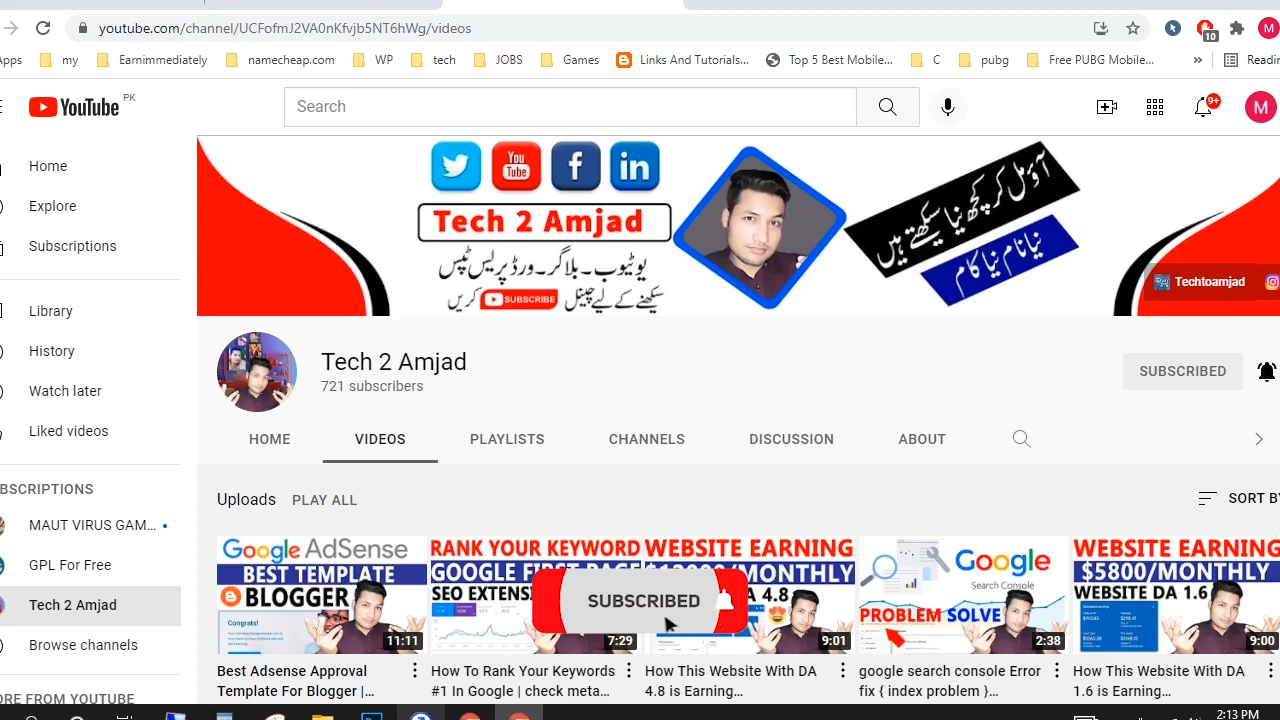 youtube.com/channel/UCFofmJ2VA0nKfvjb5NT6hWg/videos
10
M
pps my Earnimmediately namecheap.com WP tech JOBS Games Links And Tutorials... Top 5 Best Mobile... C pubg Free PUBG Mobile... » Readin
YouTube PK
Search
9+
M
Home
Explore
Subscriptions
Library
History
Watch later
Liked videos
BSCRIPTIONS
MAUT VIRUS GAM...
GPL For Free
Tech 2 Amjad
Browse channels
ORE FROM YOUTUBE
You
Tube
f in
Tech 2 Amjad
یوٹیوب۔بلاگر۔ورڈپریس ٹپس
سیکھنے کے لیے چینل SUBSCRIBE کریں
آؤ مل کر کچھ نیا سیکھتے ہیں
نیا نام نیا کام
Techtoamjad
Tech 2 Amjad
721 subscribers
SUBSCRIBED
HOME VIDEOS PLAYLISTS CHANNELS DISCUSSION ABOUT
Uploads PLAY ALL
SORT BY
Google AdSense
BEST TEMPLATE
BLOGGER
Congrats!
11:11
Best Adsense Approval
Template For Blogger |...
RANK YOUR KEYWORD
GOOGLE FIRST PAGE
SEO EXTENS
7:29
How To Rank Your Keywords
#1 In Google | check meta...
WEBSITE EARNING
/MONTHLY
DA 4.8
9:01
How This Website With DA
4.8 is Earning...
SUBSCRIBED
Google
Search Console
PROBLEM SOLVE
2:38
google search console Error
fix { index problem }...
WEBSITE EARNING
$5800/MONTHLY
WEBSITE DA 1.6
9:00
How This Website With DA
1.6 is Earning...
2:13 PM